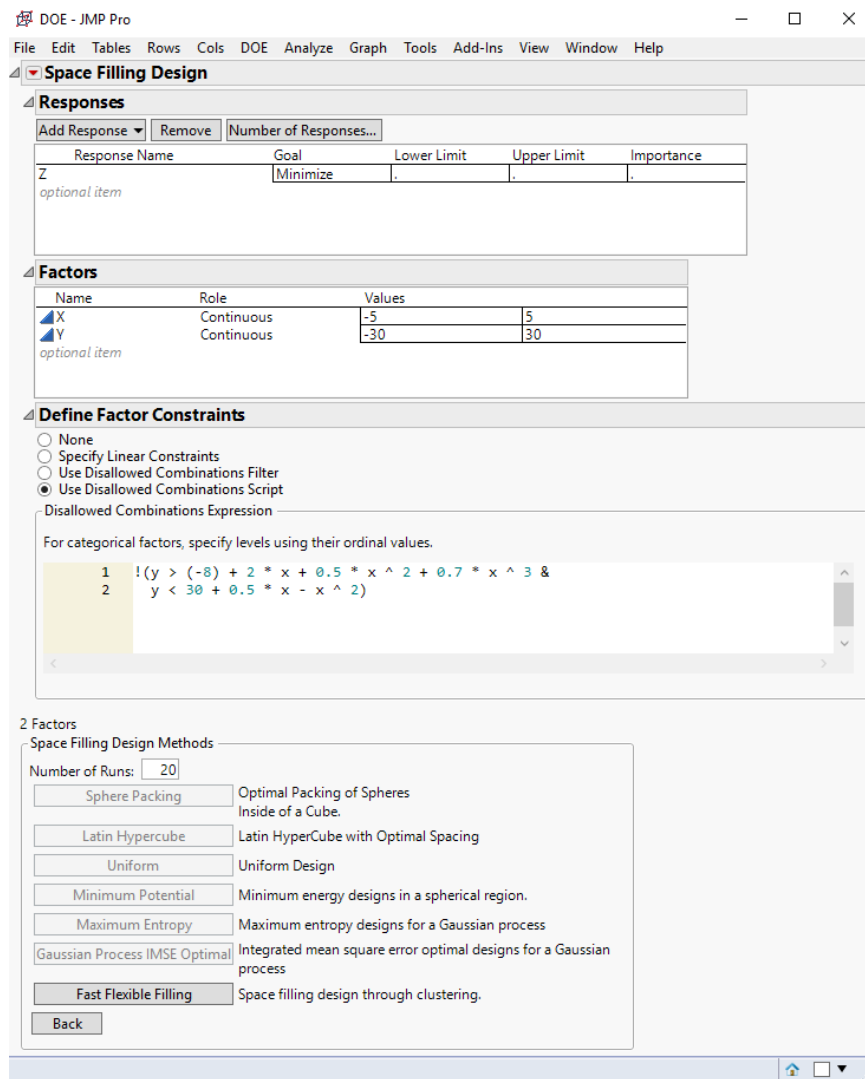 DOE - JMP Pro
File Edit Tables Rows Cols DOE Analyze Graph Tools Add-Ins View Window Help
Space Filling Design
Responses
Add Response Remove Number of Responses...
Response Name Goal Lower Limit Upper Limit Importance
Z Minimize . . .
optional item
Factors
Name Role Values
X Continuous -5 5
Y Continuous -30 30
optional item
Define Factor Constraints
None
Specify Linear Constraints
Use Disallowed Combinations Filter
Use Disallowed Combinations Script
Disallowed Combinations Expression
For categorical factors, specify levels using their ordinal values.
1 !(y > (-8) + 2 * x + 0.5 * x ^ 2 + 0.7 * x ^ 3 &
2 y < 30 + 0.5 * x - x ^ 2)
2 Factors
Space Filling Design Methods
Number of Runs: 20
Sphere Packing Optimal Packing of Spheres
Inside of a Cube.
Latin Hypercube Latin HyperCube with Optimal Spacing
Uniform Uniform Design
Minimum Potential Minimum energy designs in a spherical region.
Maximum Entropy Maximum entropy designs for a Gaussian process
Gaussian Process IMSE Optimal Integrated mean square error optimal designs for a Gaussian
process
Fast Flexible Filling Space filling design through clustering.
Back